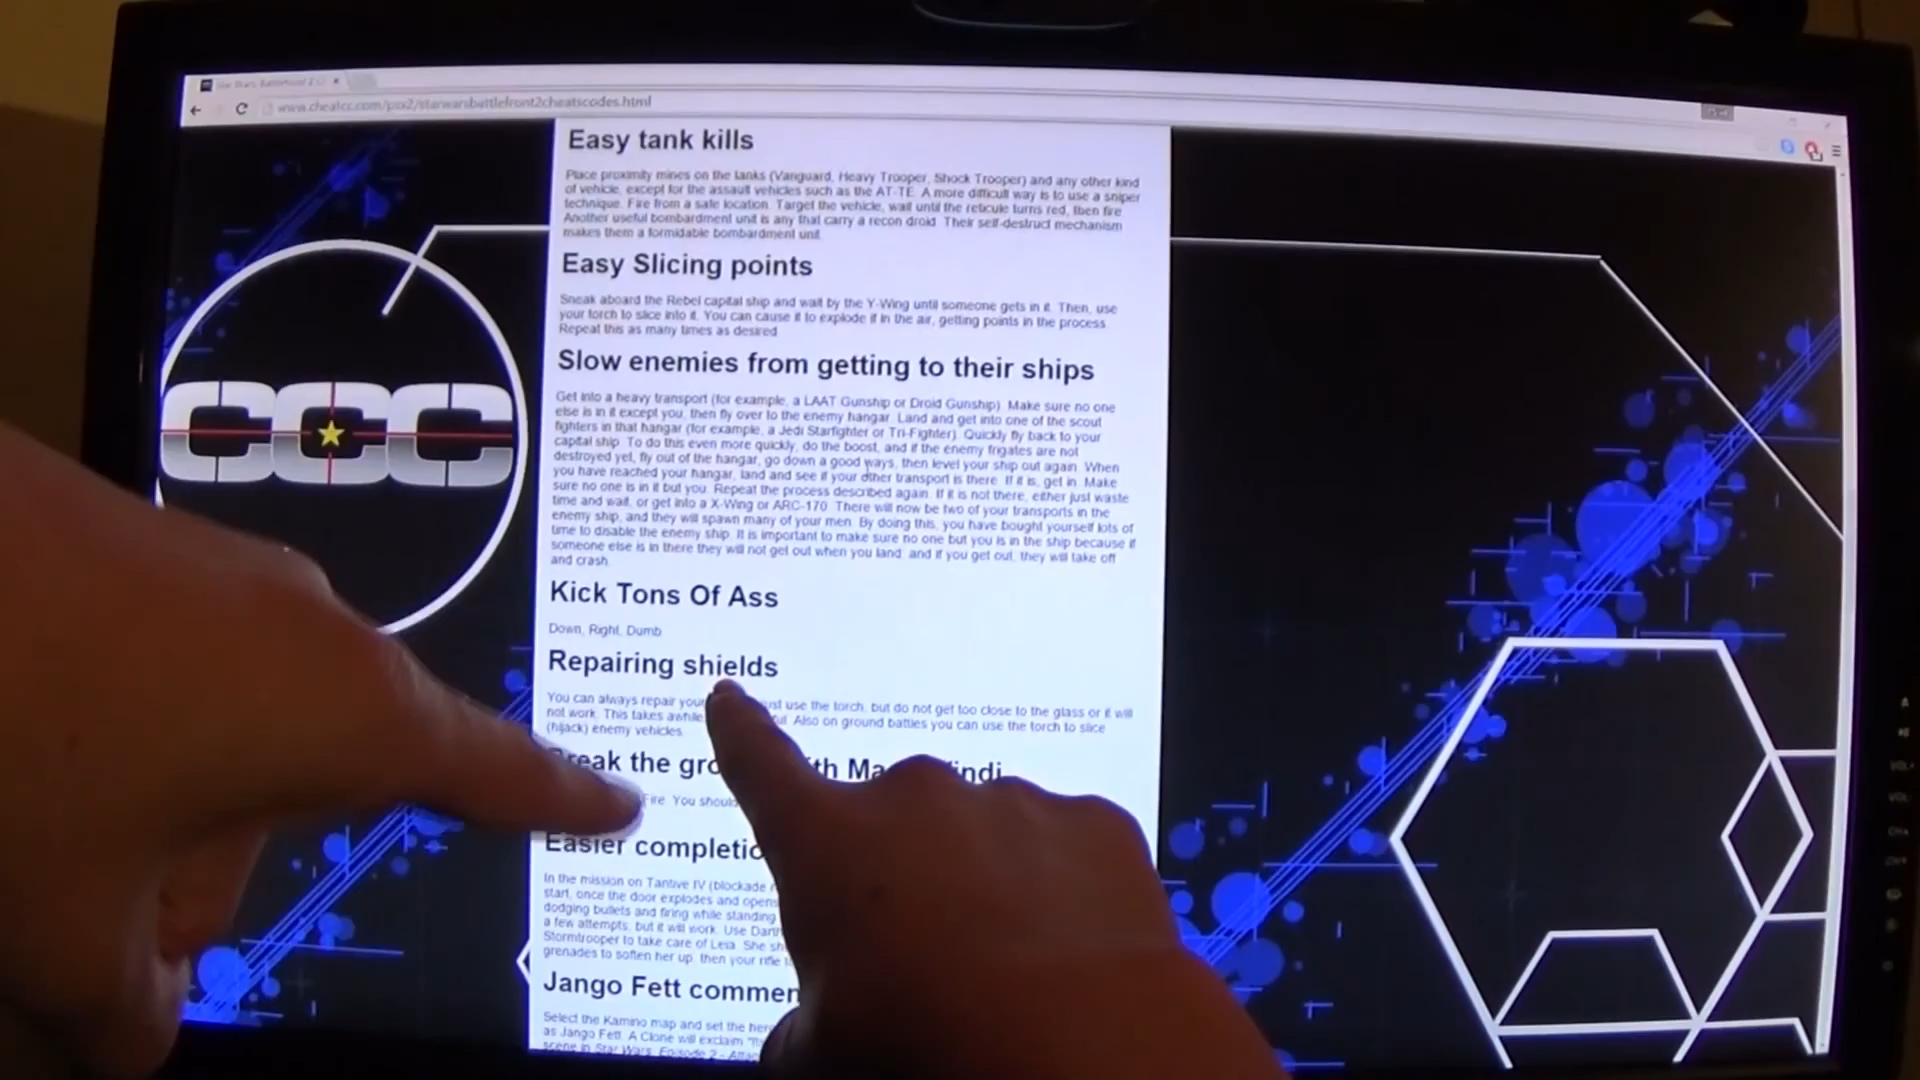 www.cheatcc.com/psx2/starwarsbattlefront2cheatscodes.html
Easy tank kills
Place proximity mines on the tanks (Vanguard, Heavy Trooper, Shock Trooper) and any other kind
of vehicle, except for the assault vehicles such as the AT-TE. A more difficult way is to use a sniper
technique. Fire from a safe location. Target the vehicle, wait until the reticule turns red, then fire.
Another useful bombardment unit is any that carry a recon droid. Their self-destruct mechanism
makes them a formidable bombardment unit.
Easy Slicing points
Sneak aboard the Rebel capital ship and wait by the Y-Wing until someone gets in it. Then, use
your torch to slice into it. You can cause it to explode if in the air, getting points in the process.
Repeat this as many times as desired.
Slow enemies from getting to their ships
Get into a heavy transport (for example, a LAAT Gunship or Droid Gunship). Make sure no one
else is in it except you, then fly over to the enemy hangar. Land and get into one of the scout
fighters in that hangar (for example, a Jedi Starfighter or Tri-Fighter). Quickly fly back to your
capital ship. To do this even more quickly, do the boost, and if the enemy frigates are not
destroyed yet, fly out of the hangar, go down a good ways, then level your ship out again. When
you have reached your hangar, land and see if your other transport is there. If it is, get in. Make
sure no one is in it but you. Repeat the process described again. If it is not there, either just waste
time and wait, or get into a X-Wing or ARC-170. There will now be two of your transports in the
enemy ship, and they will spawn many of your men. By doing this, you have bought yourself lots of
time to disable the enemy ship. It is important to make sure no one but you is in the ship because if
someone else is in there they will not get out when you land, and if you get out, they will take off
and crash.
CCC
Kick Tons Of Ass
Down, Right, Dumb
Repairing shields
You can always repair your use the torch, but do not get too close to the glass or it will
not work. This takes awhile Also on ground battles you can use the torch to slice
(hijack) enemy vehicles.
Break the
Fire. You should
Easier
In the mission on Tantive IV (blockade
start, once the door explodes and opens
dodging bullets and firing while standing
a few attempts, but it will work. Use Darth
Stormtrooper to take care of Leia. She
grenades to soften her up, then your rifle
Jango Fett
Select the Kamino map and set the
as Jango Fett. A Clone will exclaim
scene in Star Wars: Episode 2 -